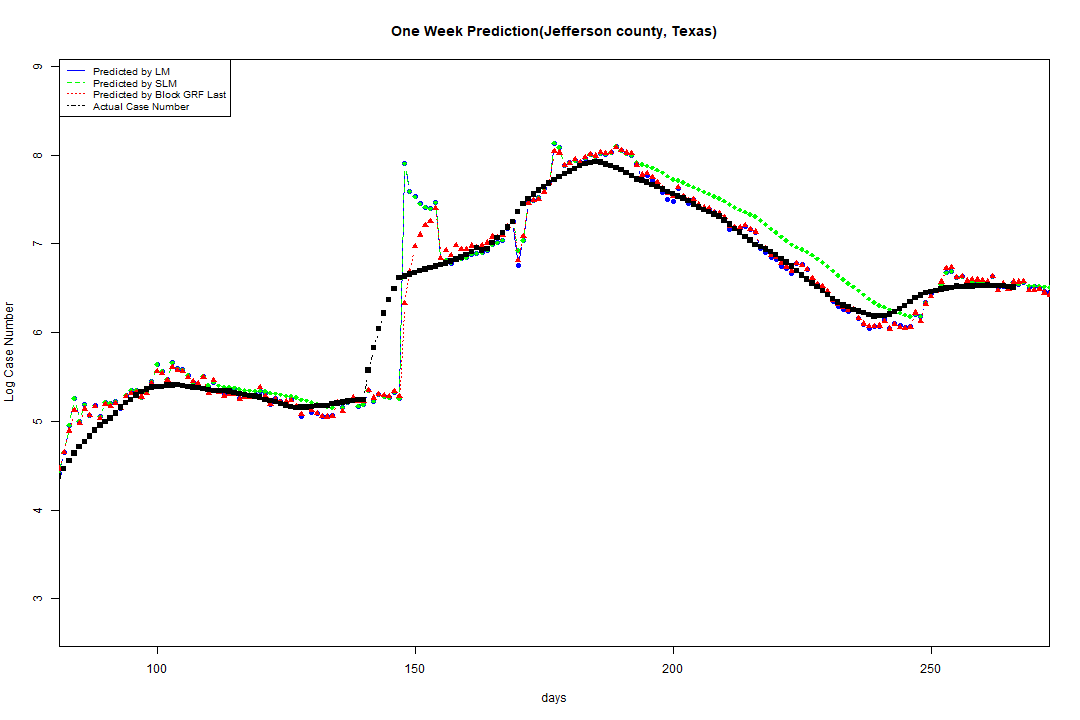 One Week Prediction(Jefferson county, Texas)
Predicted by LM
Predicted by SLM
Predicted by Block GRF Last
Actual Case Number
Log Case Number
9
8
7
6
5
4
3
100 150 200 250
days